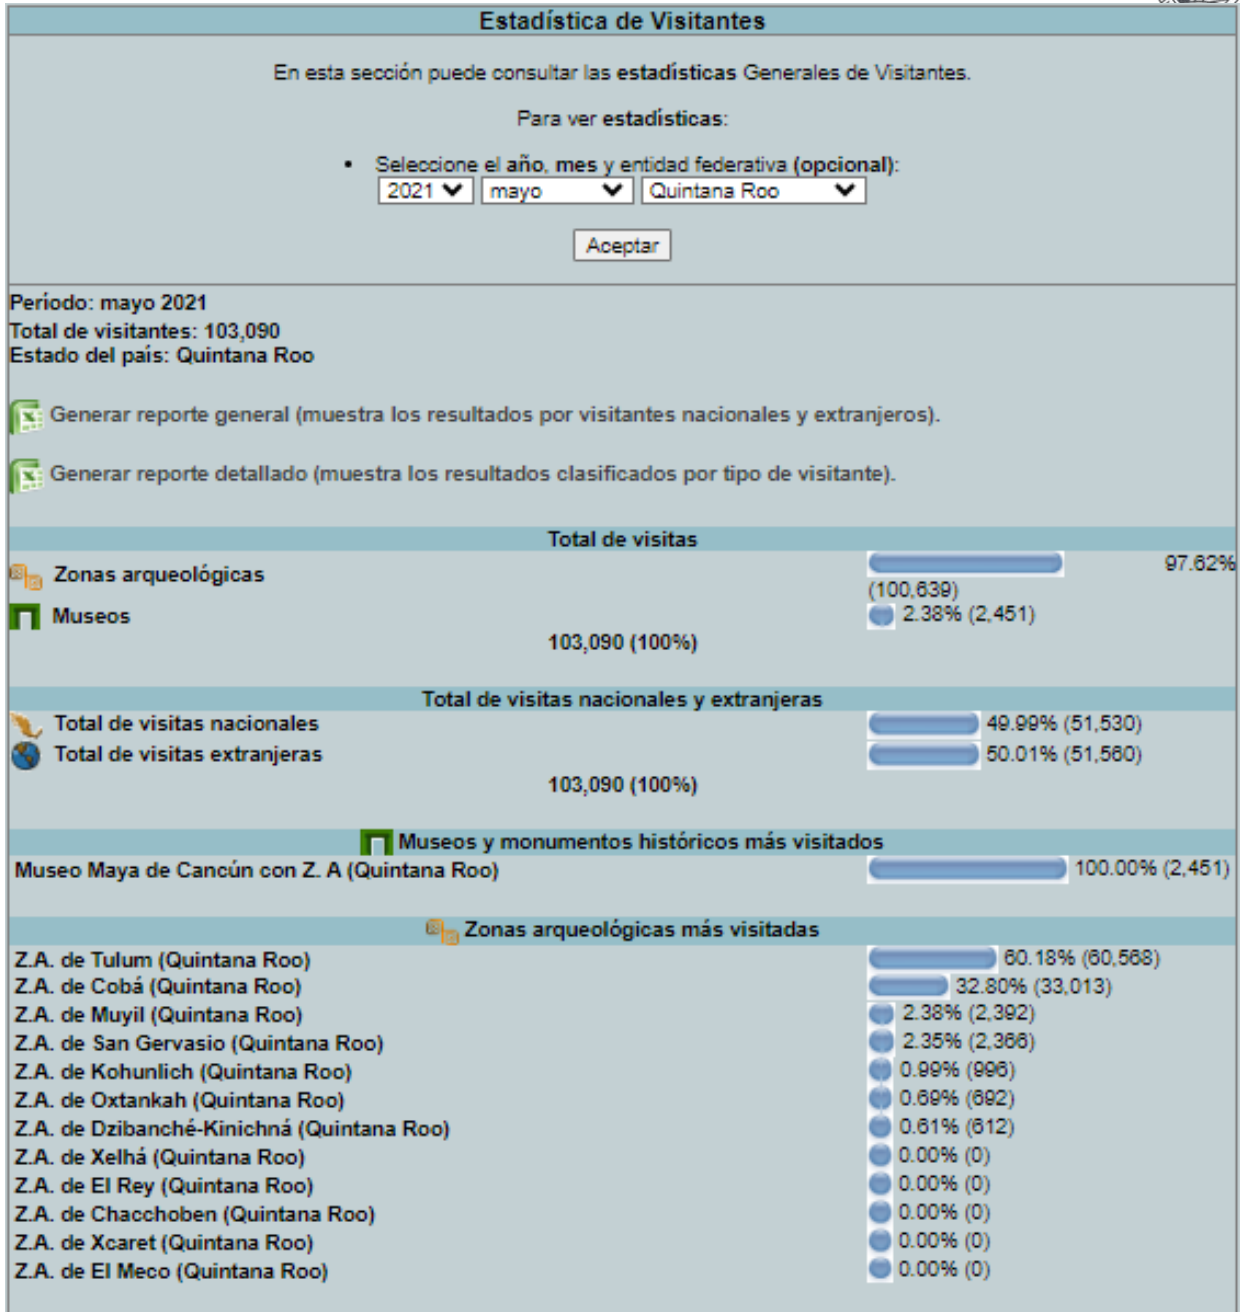 Estadística de Visitantes
En esta sección puede consultar las estadísticas Generales de Visitantes.
Para ver estadísticas:
• Seleccione el año, mes y entidad federativa (opcional):
2021 mayo Quintana Roo
Aceptar
Período: mayo 2021
Total de visitantes: 103,090
Estado del país: Quintana Roo
Generar reporte general (muestra los resultados por visitantes nacionales y extranjeros).
Generar reporte detallado (muestra los resultados clasificados por tipo de visitante).
Total de visitas
Zonas arqueológicas 97.62%
(100,639)
Museos 2.38% (2,451)
103,090 (100%)
Total de visitas nacionales y extranjeras
Total de visitas nacionales 49.99% (51,530)
Total de visitas extranjeras 50.01% (51,560)
103,090 (100%)
Museos y monumentos históricos más visitados
Museo Maya de Cancún con Z. A (Quintana Roo) 100.00% (2,451)
Zonas arqueológicas más visitadas
Z.A. de Tulum (Quintana Roo) 60.18% (60,568)
Z.A. de Cobá (Quintana Roo) 32.80% (33,013)
Z.A. de Muyil (Quintana Roo) 2.38% (2,392)
Z.A. de San Gervasio (Quintana Roo) 2.35% (2,366)
Z.A. de Kohunlich (Quintana Roo) 0.99% (996)
Z.A. de Oxtankah (Quintana Roo) 0.69% (692)
Z.A. de Dzibanché-Kinichná (Quintana Roo) 0.61% (612)
Z.A. de Xelhá (Quintana Roo) 0.00% (0)
Z.A. de El Rey (Quintana Roo) 0.00% (0)
Z.A. de Chacchoben (Quintana Roo) 0.00% (0)
Z.A. de Xcaret (Quintana Roo) 0.00% (0)
Z.A. de El Meco (Quintana Roo) 0.00% (0)